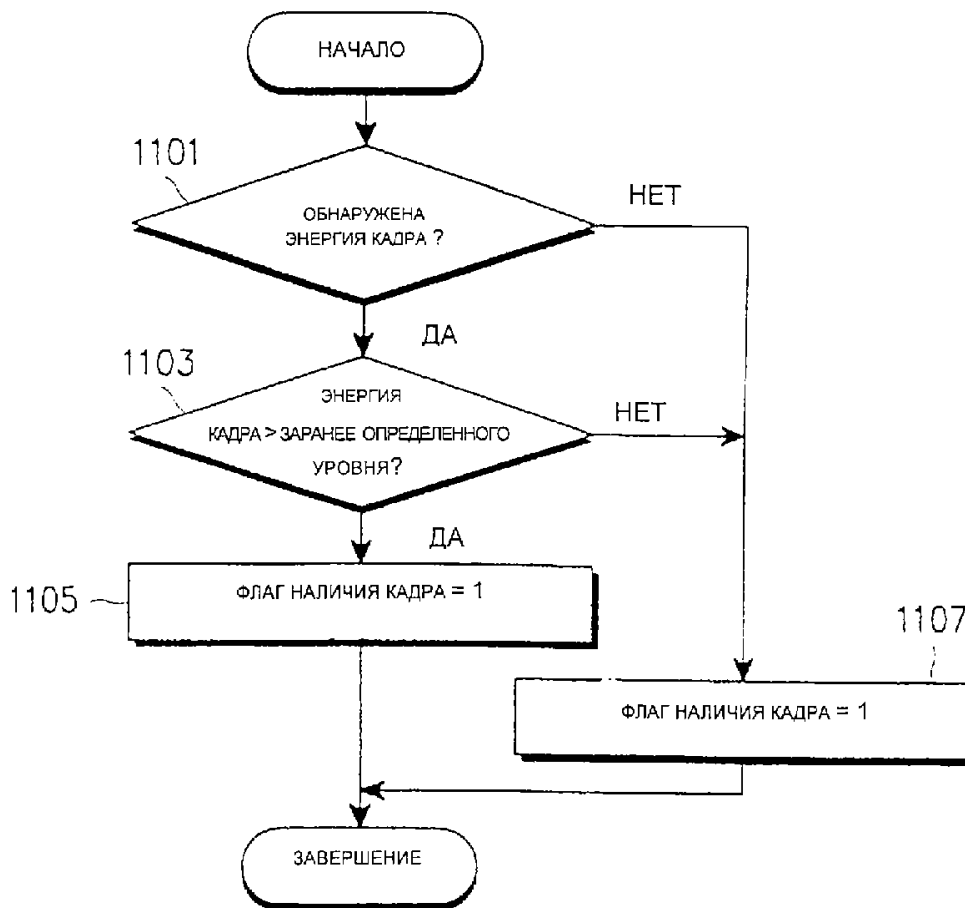 НАЧАЛО
1101
ОБНАРУЖЕНА
ЭНЕРГИЯ КАДРА ?
НЕТ
ДА
1103
ЭНЕРГИЯ
КАДРА > ЗАРАНЕЕ ОПРЕДЕЛЕННОГО
УРОВНЯ?
НЕТ
ДА
1105
ФЛАГ НАЛИЧИЯ КАДРА = 1
1107
ФЛАГ НАЛИЧИЯ КАДРА = 1
ЗАВЕРШЕНИЕ